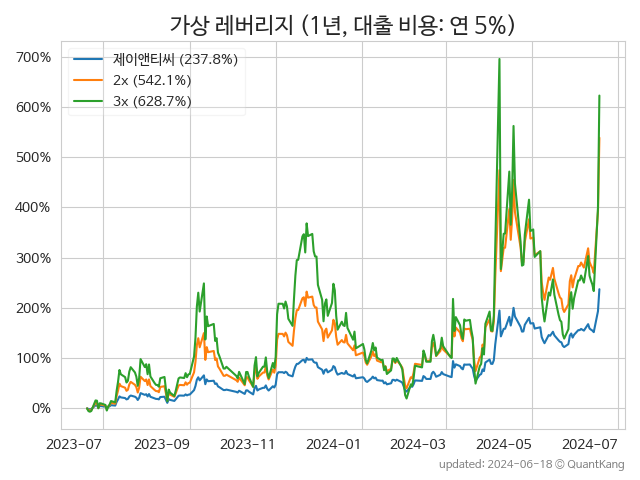 가상 레버리지 (1년, 대출 비용: 연 5%)
700%
600%
500%
400%
300%
200%
100%
0%
제이앤티씨 (237.8%)
2x (542.1%)
3x (628.7%)
2023-07 2023-09 2023-11 2024-01 2024-03 2024-05 2024-07
updated: 2024-06-18 © QuantKang